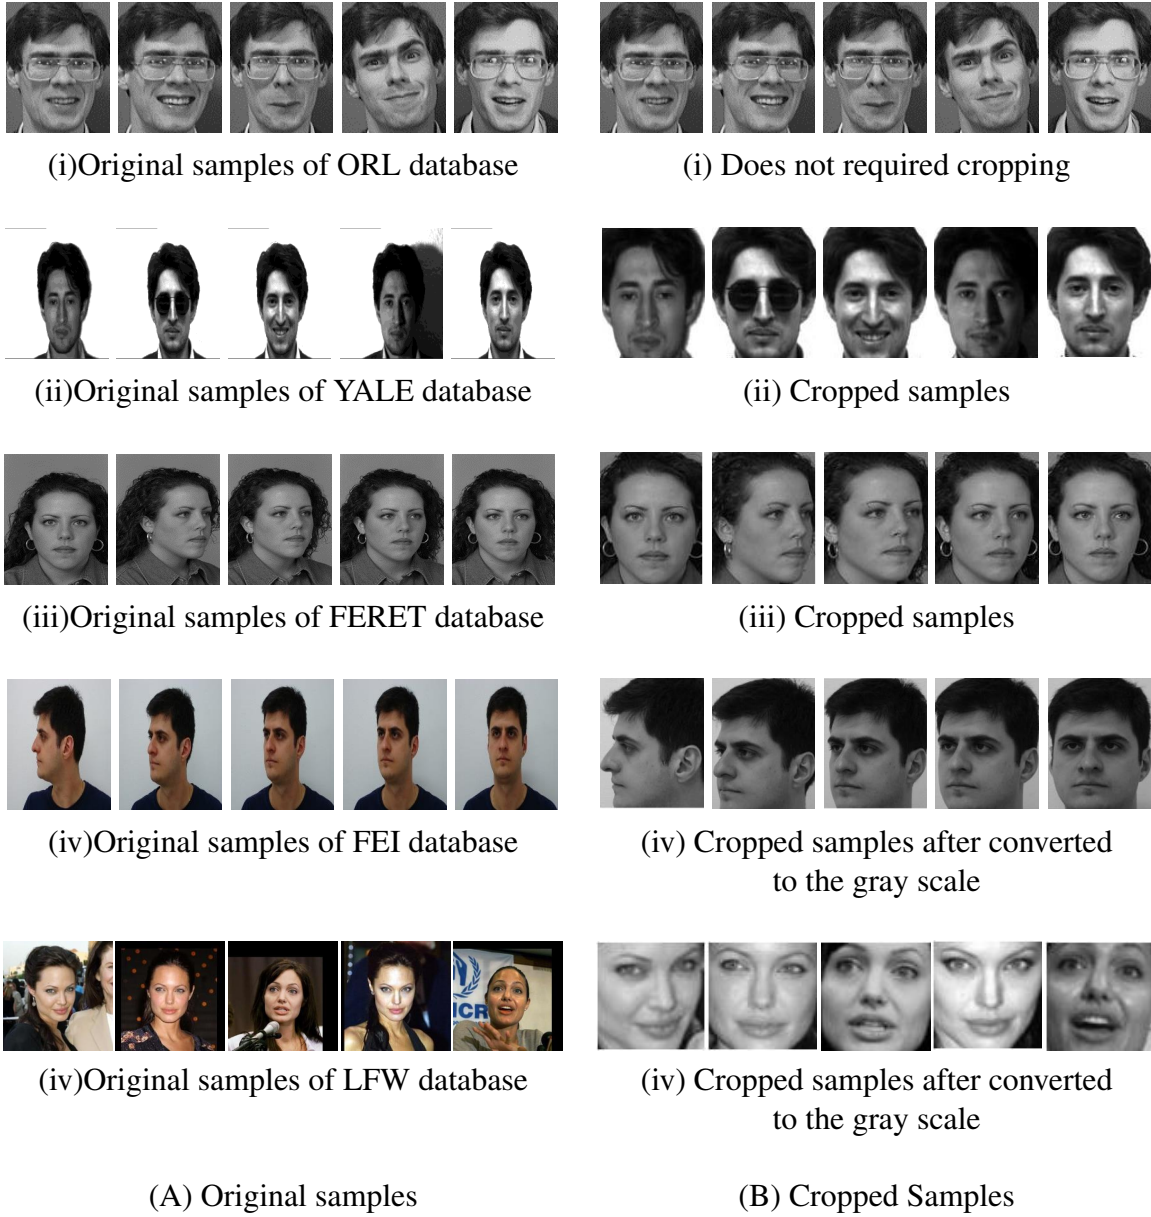 (i)Original samples of ORL database
(i) Does not required cropping
(ii)Original samples of YALE database
(ii) Cropped samples
(iii)Original samples of FERET database
(iii) Cropped samples
(iv)Original samples of FEI database
(iv) Cropped samples after converted
to the gray scale
CR
(iv)Original samples of LFW database
(iv) Cropped samples after converted
to the gray scale
(A) Original samples
(B) Cropped Samples